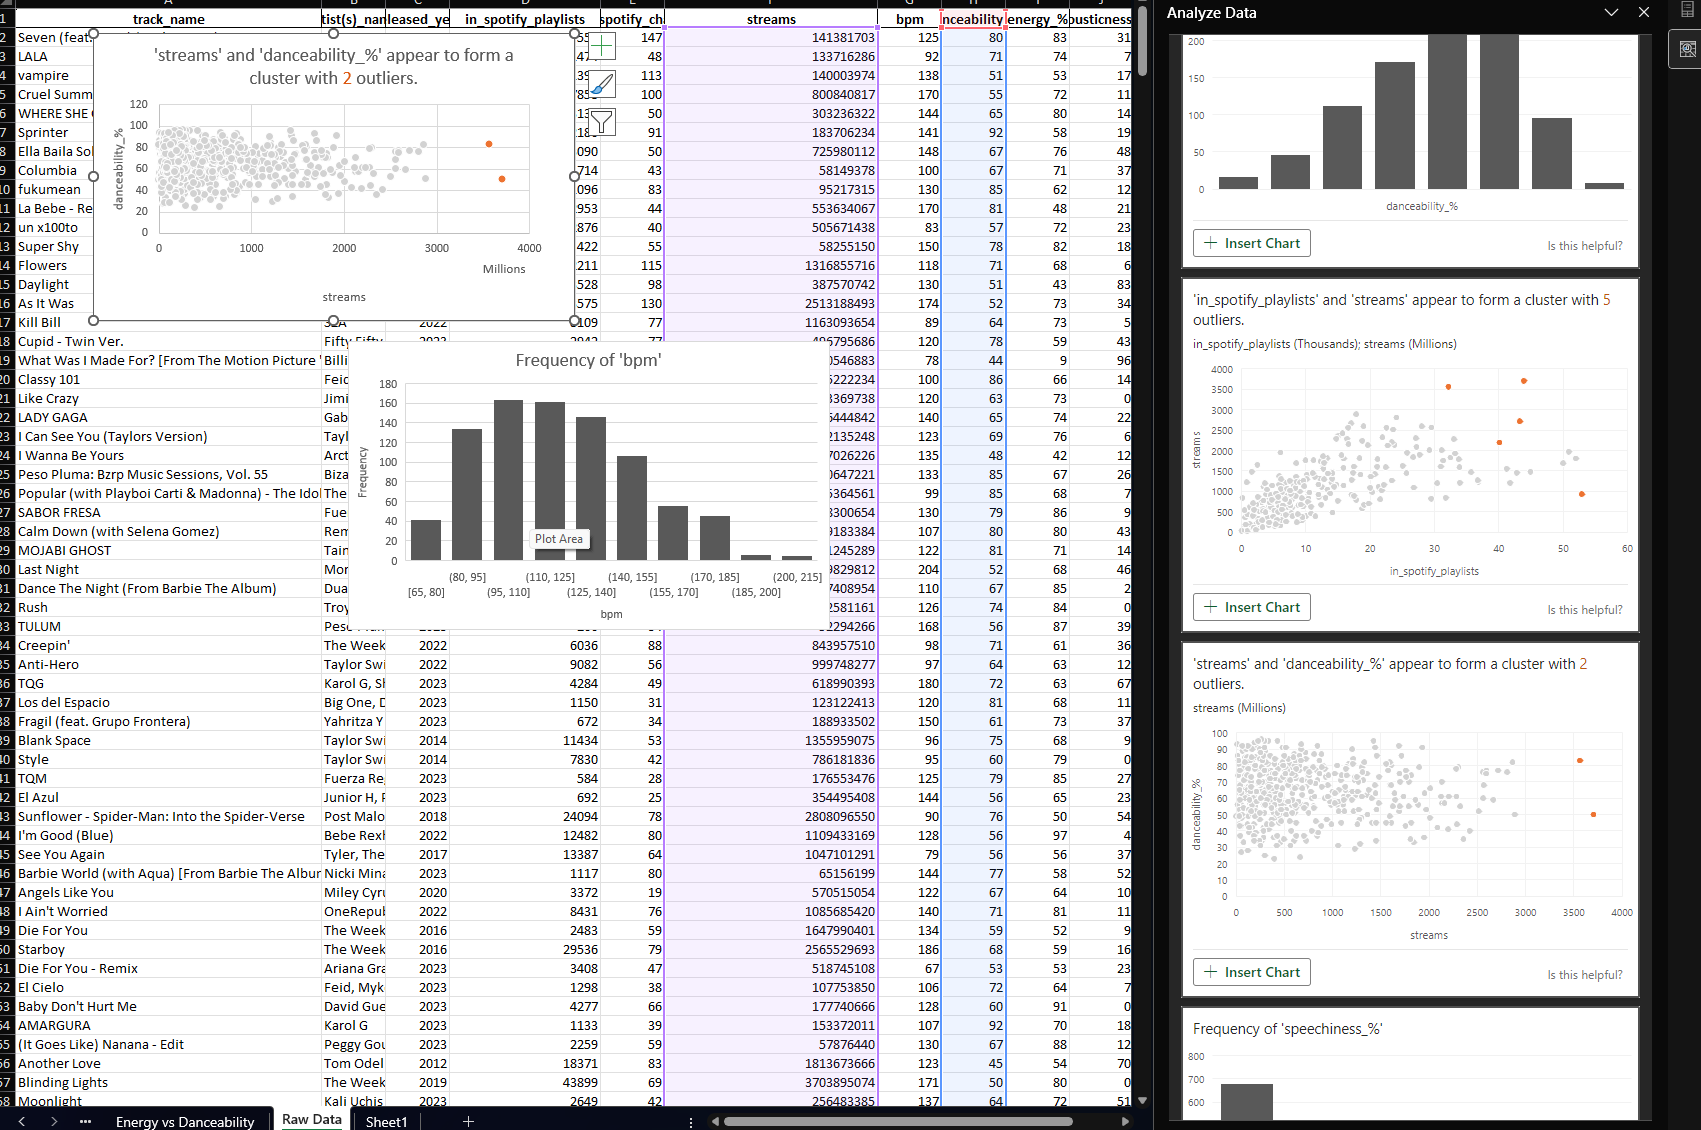 track_name tist(s)_nan leased_ye in_spotify_playlists spotify_ch streams bpm nceability energy_% ousticness
2 Seven (feat. 147 141381703 125 80 83 31
3 LALA 48 133716286 92 71 74 7
4 vampire 113 140003974 138 51 53 17
5 Cruel Summ 100 800840817 170 55 72 11
6 WHERE SHE 50 303236322 144 65 80 14
7 Sprinter 91 183706234 141 92 58 19
8 Ella Baila Sol 090 50 725980112 148 67 76 48
9 Columbia 714 43 58149378 100 67 71 37
10 fukumean 096 83 95217315 130 85 62 12
11 La Bebe - Re 953 44 553634067 170 81 48 21
12 un x100to 876 40 505671438 83 57 72 23
13 Super Shy 422 55 58255150 150 78 82 18
14 Flowers 211 115 1316855716 118 71 68 6
15 Daylight 528 98 387570742 130 51 43 83
16 As It Was 575 130 2513188493 174 52 73 34
17 Kill Bill SZA 2022 8109 77 1163093654 89 64 73 5
18 Cupid - Twin Ver. Fifty Fifty 2023 2942 77 496795686 120 78 59 43
19 What Was I Made For? [From The Motion Picture " Billi 0546883 78 44 9 96
20 Classy 101 Feid 5222234 100 86 66 14
21 Like Crazy Jimi 3369738 120 63 73 0
22 LADY GAGA Gab 5444842 140 65 74 22
23 I Can See You (Taylors Version) Tayl 2135248 123 69 76 6
24 I Wanna Be Yours Arct 7026226 135 48 42 12
25 Peso Pluma: Bzrp Music Sessions, Vol. 55 Biza 0647221 133 85 67 26
26 Popular (with Playboi Carti & Madonna) - The Idol The 5364561 99 85 68 7
27 SABOR FRESA Fue 3300654 130 79 86 9
28 Calm Down (with Selena Gomez) Rem 9183384 107 80 80 43
29 MOJABI GHOST Tain 1245289 122 81 71 14
30 Last Night Mor 9829812 204 52 68 46
31 Dance The Night (From Barbie The Album) Dua 7408954 110 67 85 2
32 Rush Troy 2581161 126 74 84 0
33 TULUM Peso 2294266 168 56 87 39
34 Creepin' The Week 2022 6036 88 843957510 98 71 61 36
35 Anti-Hero Taylor Swi 2022 9082 56 999748277 97 64 63 12
36 TQG Karol G, Sh 2023 4284 49 618990393 180 72 63 67
37 Los del Espacio Big One, D 2023 1150 31 123122413 120 81 68 11
38 Fragil (feat. Grupo Frontera) Yahritza Y 2023 672 34 188933502 150 61 73 37
39 Blank Space Taylor Swi 2014 11434 53 1355959075 96 75 68 9
40 Style Taylor Swi 2014 7830 42 786181836 95 60 79 0
41 TQM Fuerza Re 2023 584 28 176553476 125 79 85 27
42 El Azul Junior H, P 2023 692 25 354495408 144 56 65 23
43 Sunflower - Spider-Man: Into the Spider-Verse Post Malo 2018 24094 78 2808096550 90 76 50 54
44 I'm Good (Blue) Bebe Rexh 2022 12482 80 1109433169 128 56 97 4
45 See You Again Tyler, The 2017 13387 64 1047101291 79 56 56 37
46 Barbie World (with Aqua) [From Barbie The Albur Nicki Mina 2023 1117 80 65156199 144 77 58 52
47 Angels Like You Miley Cyru 2020 3372 19 570515054 122 67 64 10
48 I Ain't Worried OneRepub 2022 8431 76 1085685420 140 71 81 11
49 Die For You The Week 2016 2483 59 1647990401 134 59 52 9
50 Starboy The Week 2016 29536 79 2565529693 186 68 59 16
51 Die For You - Remix Ariana Gra 2023 3408 47 518745108 67 53 53 23
52 El Cielo Feid, Myk 2023 1298 38 107753850 106 72 64 7
53 Baby Don't Hurt Me David Gue 2023 4277 66 177740666 128 60 91 0
54 AMARGURA Karol G 2023 1133 39 153372011 107 92 70 18
55 (It Goes Like) Nanana - Edit Peggy Gou 2023 2259 59 57876440 130 67 88 12
56 Another Love Tom Odel 2012 18371 83 1813673666 123 45 54 70
57 Blinding Lights The Week 2019 43899 69 3703895074 171 50 80 0
58 Moonlight Kali Uchis 2023 2649 42 256483385 137 64 72 51
'streams' and 'danceability_%' appear to form a
cluster with 2 outliers.
120
100
80
60
40
20
0
danceability_%
0 1000 2000 3000 4000
Millions
streams
Frequency of 'bpm'
180
160
140
120
100
80
60
40
20
0
Frequency
Plot Area
(80, 95] (110, 125] (140, 155] (170, 185] (200, 215]
[65, 80] (95, 110] (125, 140] (155, 170] (185, 200]
bpm
Energy vs Danceability Raw Data Sheet1
Analyze Data
200
150
100
50
0
danceability_%
Insert Chart
Is this helpful?
'in_spotify_playlists' and 'streams' appear to form a cluster with 5
outliers.
in_spotify_playlists (Thousands); streams (Millions)
4000
3500
3000
2500
2000
1500
1000
500
0
streams
0 10 20 30 40 50 60
in_spotify_playlists
Insert Chart
Is this helpful?
'streams' and 'danceability_%' appear to form a cluster with 2
outliers.
streams (Millions)
100
90
80
70
60
50
40
30
20
10
0
danceability_%
0 500 1000 1500 2000 2500 3000 3500 4000
streams
Insert Chart
Is this helpful?
Frequency of 'speechiness_%'
800
700
600